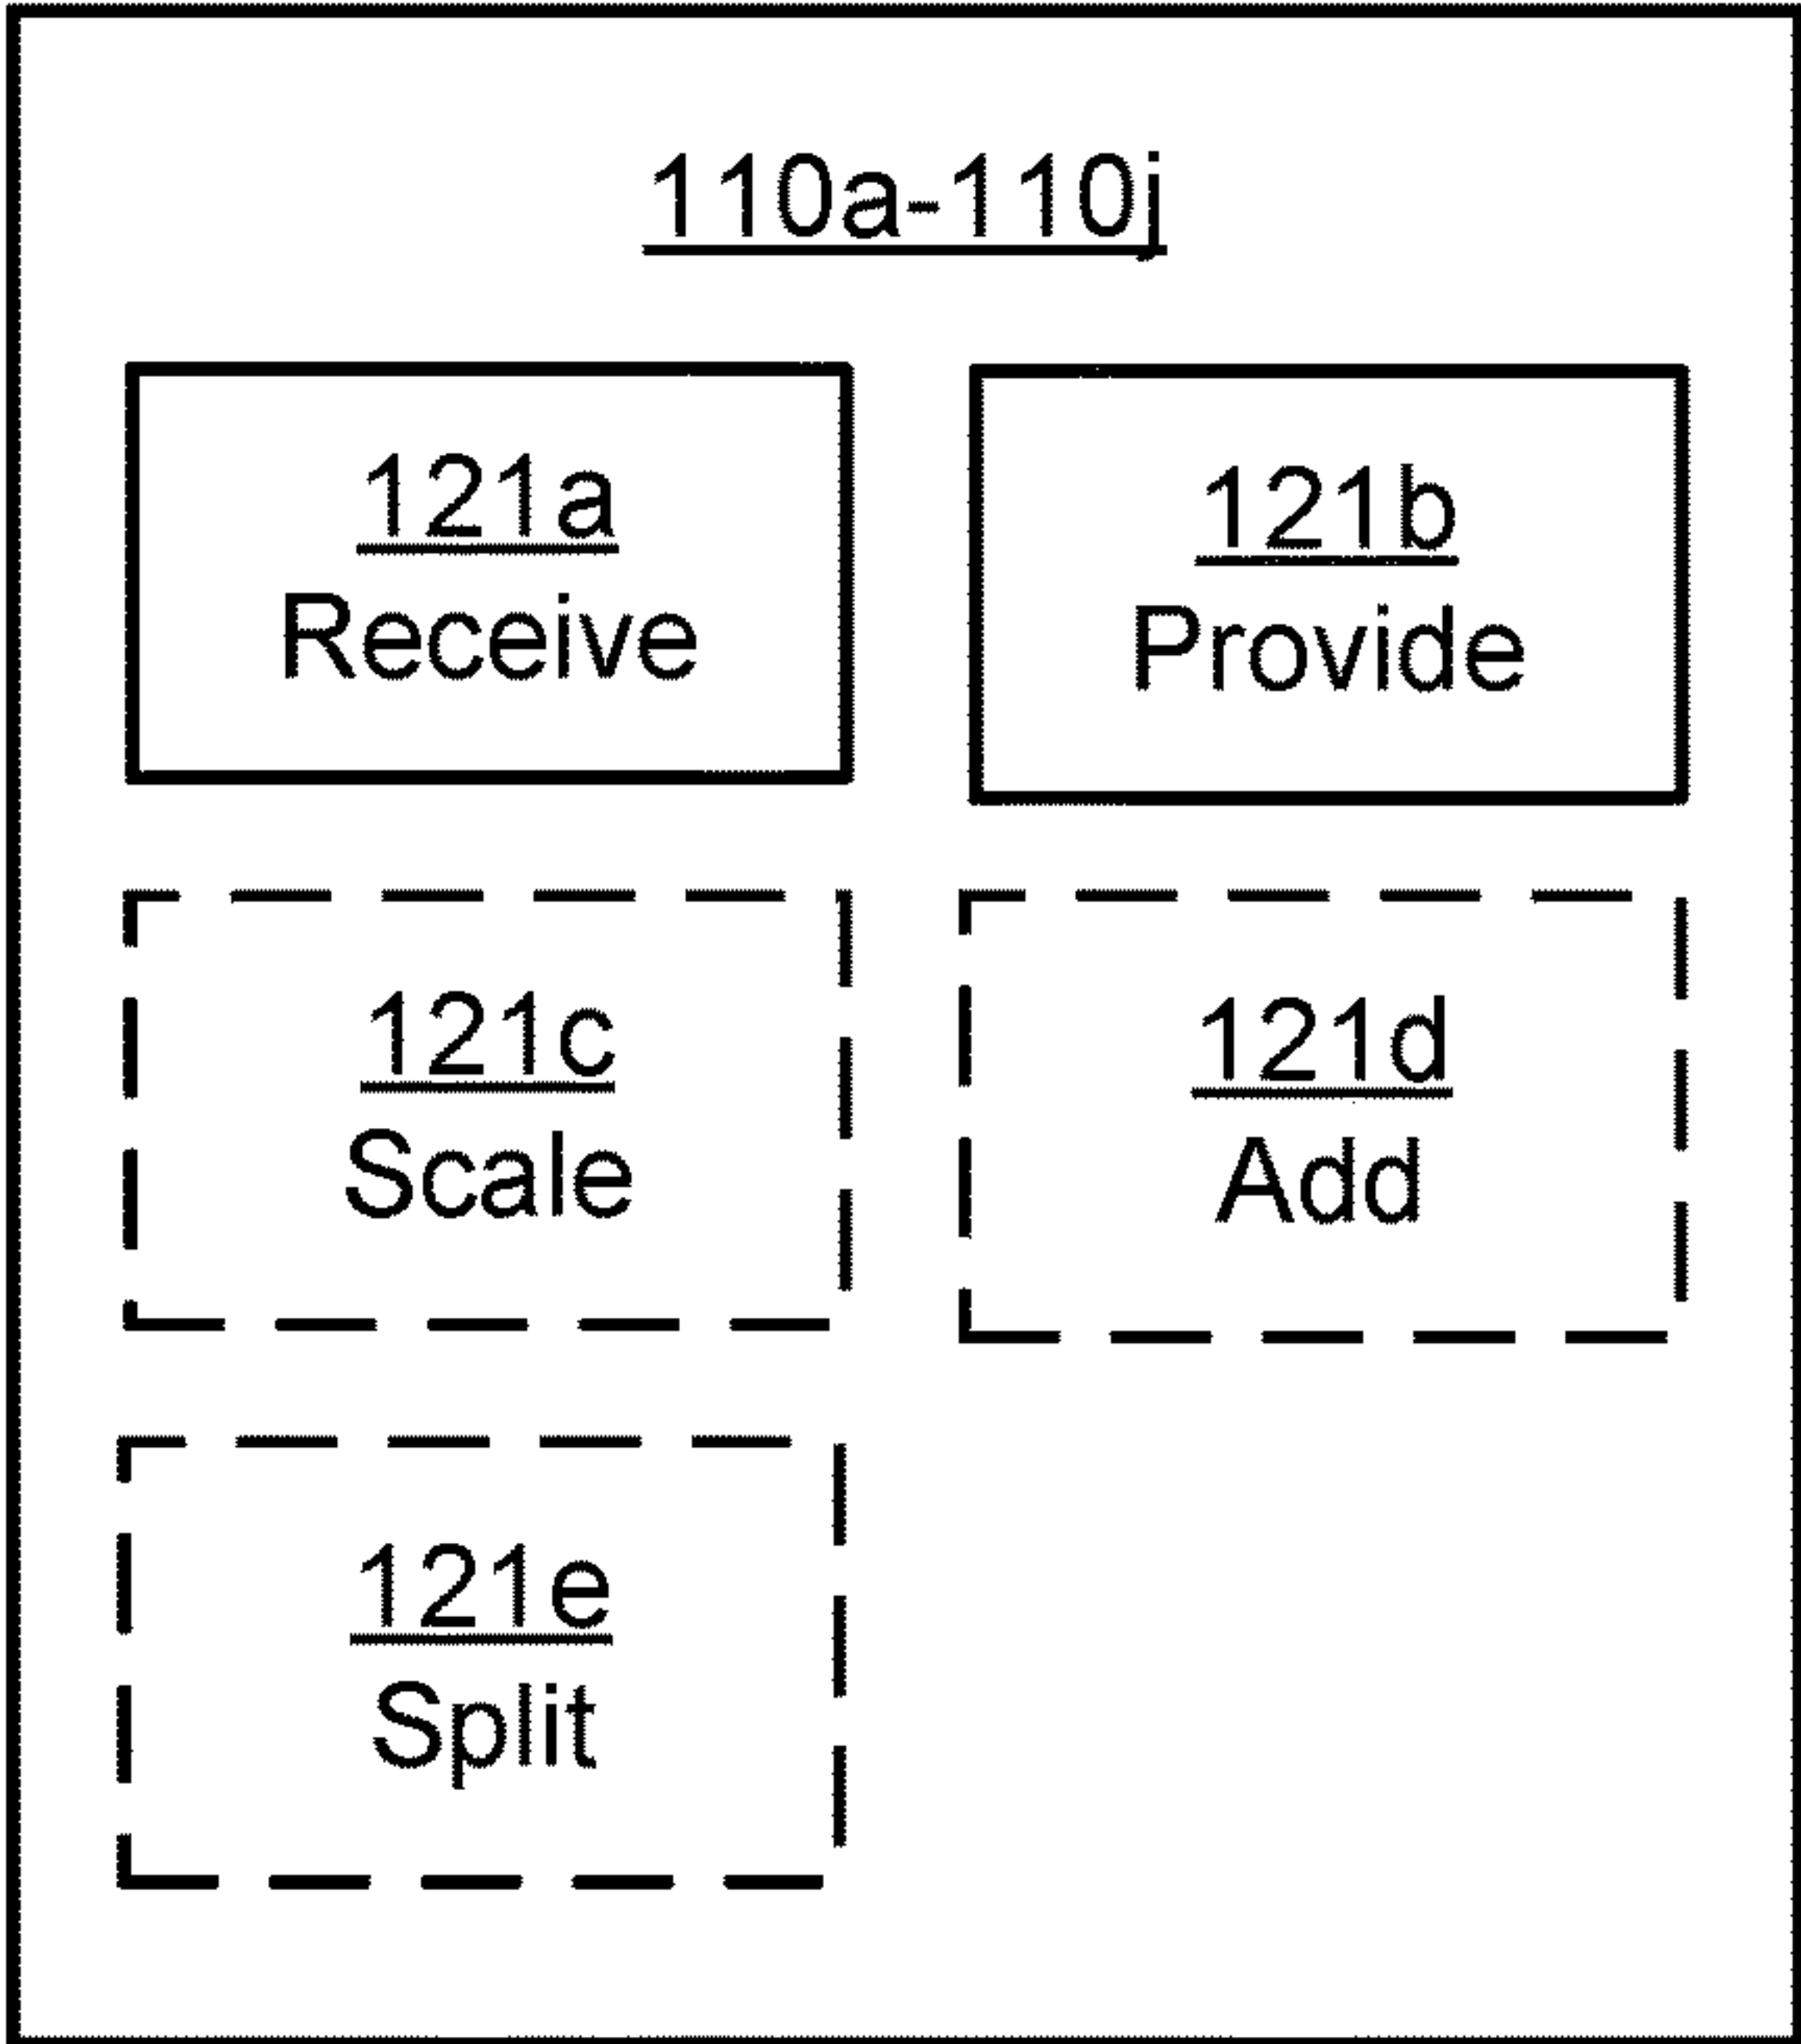 110a-110j
121a
Receive
121b
Provide
121c
Scale
121d
Add
121e
Split